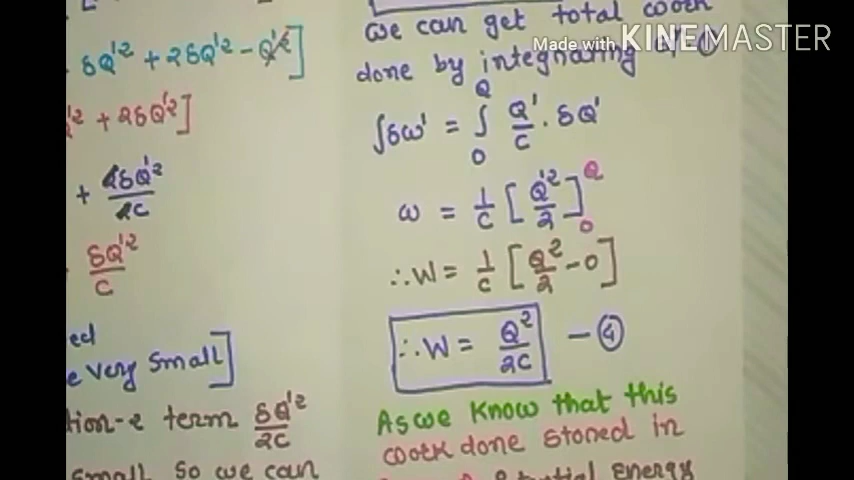 δQ'² + 2δQ'² - Q'²]
'² + 2δQ'²]
+ 2δQ'²/2C
δQ'²/C
e very small]
tion-2 term δQ'²/2C
small so we can
we can get total work
done by integrating
∫δω' = ∫₀^Q Q'/C · δQ'
ω = 1/C [Q'²/2]₀^Q
∴W = 1/C [Q²/2 - 0]
∴W = Q²/2C - ④
As we know that this
work done stored in
energy
Made with KINEMASTER